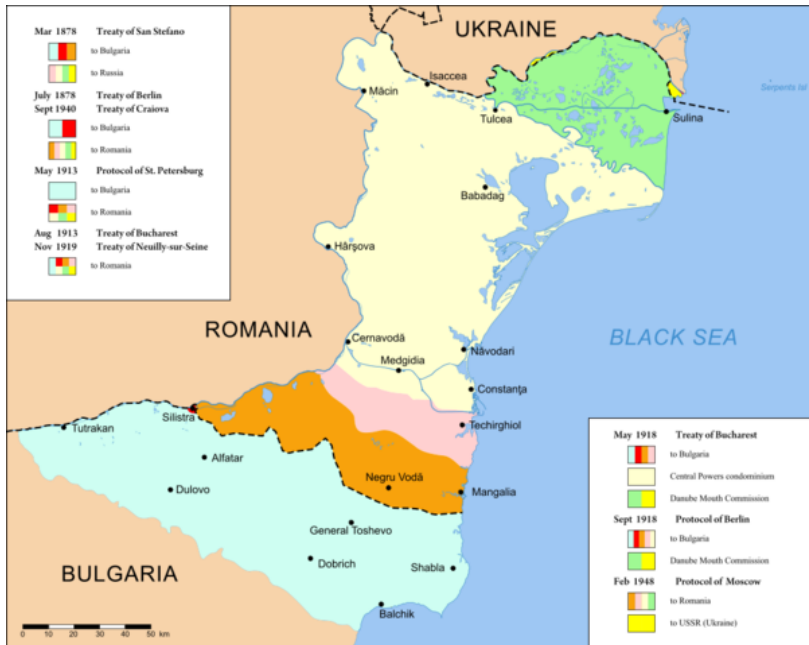 Mar 1878 Treaty of San Stefano
to Bulgaria
to Russia
July 1878 Treaty of Berlin
Sept 1940 Treaty of Craiova
to Bulgaria
to Romania
May 1913 Protocol of St. Petersburg
to Bulgaria
to Romania
Aug 1913 Treaty of Bucharest
Nov 1919 Treaty of Neuilly-sur-Seine
to Romania
UKRAINE
Isaccea
Măcin
Tulcea
Sulina
Serpents Isl
Babadag
Hârșova
ROMANIA
BLACK SEA
Cernavodă
Năvodari
Medgidia
Constanța
Silistra
Techirghiol
Tutrakan
Alfatar
Negru Vodă
Mangalia
Dulovo
General Toshevo
Dobrich
Shabla
BULGARIA
Balchik
0 10 20 30 40 50 km
May 1918 Treaty of Bucharest
to Bulgaria
Central Powers condominium
Danube Mouth Commission
Sept 1918 Protocol of Berlin
to Bulgaria
Danube Mouth Commission
Feb 1948 Protocol of Moscow
to Romania
to USSR (Ukraine)